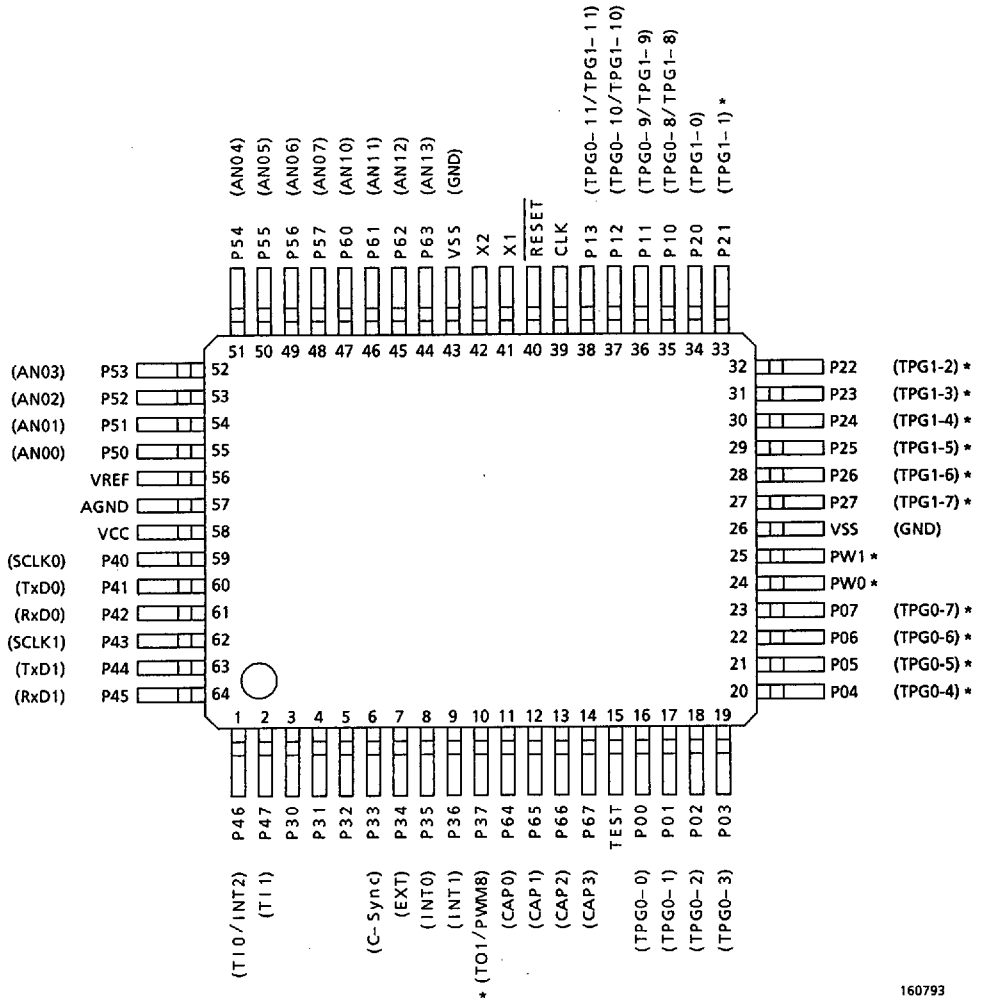 (AN04) (AN05) (AN06) (AN07) (AN10) (AN11) (AN12) (AN13) (GND) (TPG0-11/TPG1-11) (TPG0-10/TPG1-10) (TPG0-9/TPG1-9) (TPG0-8/TPG1-8) (TPG1-0) (TPG1-1) *
P54 P55 P56 P57 P60 P61 P62 P63 VSS X2 X1 RESET CLK P13 P12 P11 P10 P20 P21
51 50 49 48 47 46 45 44 43 42 41 40 39 38 37 36 35 34 33
(AN03) P53 52
(AN02) P52 53
(AN01) P51 54
(AN00) P50 55
VREF 56
AGND 57
VCC 58
(SCLK0) P40 59
(TxD0) P41 60
(RxD0) P42 61
(SCLK1) P43 62
(TxD1) P44 63
(RxD1) P45 64
32 P22 (TPG1-2) *
31 P23 (TPG1-3) *
30 P24 (TPG1-4) *
29 P25 (TPG1-5) *
28 P26 (TPG1-6) *
27 P27 (TPG1-7) *
26 VSS (GND)
25 PW1 *
24 PW0 *
23 P07 (TPG0-7) *
22 P06 (TPG0-6) *
21 P05 (TPG0-5) *
20 P04 (TPG0-4) *
1 2 3 4 5 6 7 8 9 10 11 12 13 14 15 16 17 18 19
P46 P47 P30 P31 P32 P33 P34 P35 P36 P37 P64 P65 P66 P67 TEST P00 P01 P02 P03
(TI0/INT2) (TI1) (C-Sync) (EXT) (INT0) (INT1) * (TO1/PWM8) (CAP0) (CAP1) (CAP2) (CAP3) (TPG0-0) (TPG0-1) (TPG0-2) (TPG0-3)
160793